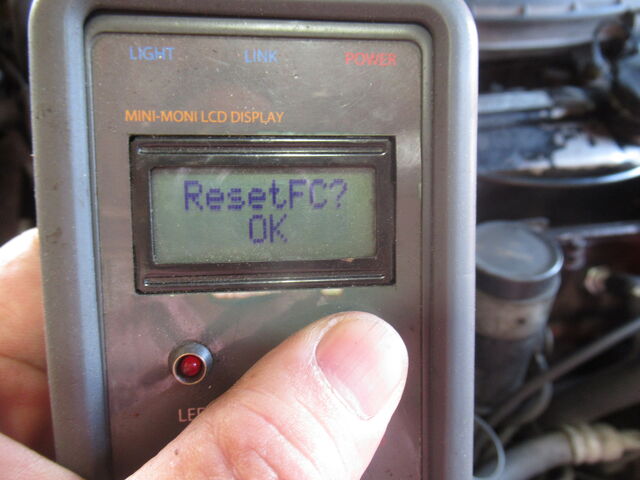 LIGHT LINK POWER
MINI-MONI LCD DISPLAY
ResetFC?
OK